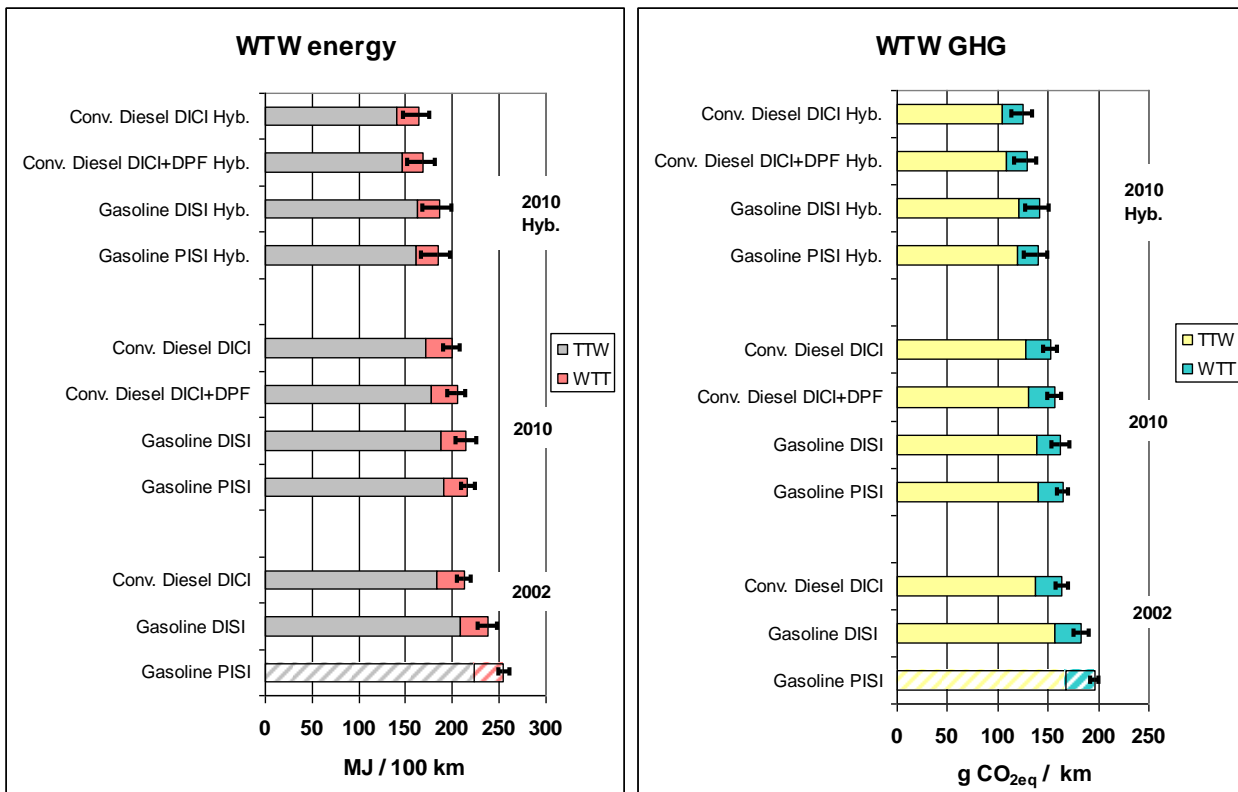 WTW energy
Conv. Diesel DICI Hyb.
Conv. Diesel DICI+DPF Hyb.
Gasoline DISI Hyb.
Gasoline PISI Hyb.
2010
Hyb.
Conv. Diesel DICI
Conv. Diesel DICI+DPF
Gasoline DISI
Gasoline PISI
2010
Conv. Diesel DICI
Gasoline DISI
Gasoline PISI
2002
TTW
WTT
0 50 100 150 200 250 300
MJ / 100 km
WTW GHG
Conv. Diesel DICI Hyb.
Conv. Diesel DICI+DPF Hyb.
Gasoline DISI Hyb.
Gasoline PISI Hyb.
2010
Hyb.
Conv. Diesel DICI
Conv. Diesel DICI+DPF
Gasoline DISI
Gasoline PISI
2010
Conv. Diesel DICI
Gasoline DISI
Gasoline PISI
2002
TTW
WTT
0 50 100 150 200 250
g CO2eq / km